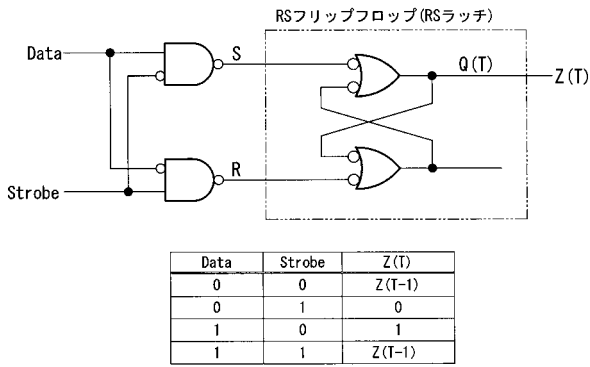 RSフリップフロップ(RSラッチ)
Data
S
Q(T)
Z(T)
R
Strobe
Data Strobe Z(T)
0 0 Z(T-1)
0 1 0
1 0 1
1 1 Z(T-1)